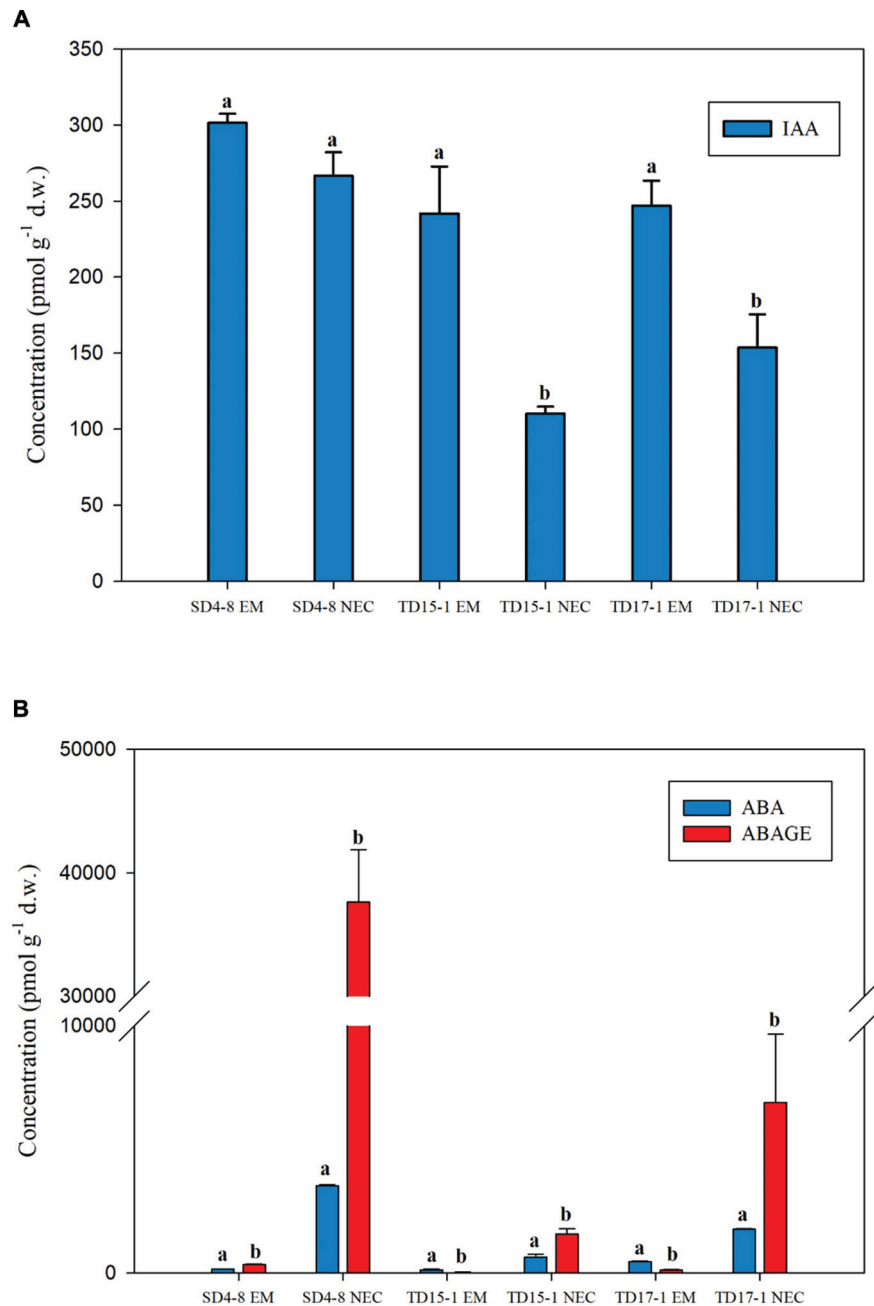 A
350
300
250
200
150
100
50
0
Concentration (pmol g⁻¹ d.w.)
a
a
a
b
a
b
IAA
SD4-8 EM
SD4-8 NEC
TD15-1 EM
TD15-1 NEC
TD17-1 EM
TD17-1 NEC
B
50000
40000
30000
10000
0
Concentration (pmol g⁻¹ d.w.)
ABA
ABAGE
a b
a b
a b
a b
a b
a b
SD4-8 EM
SD4-8 NEC
TD15-1 EM
TD15-1 NEC
TD17-1 EM
TD17-1 NEC